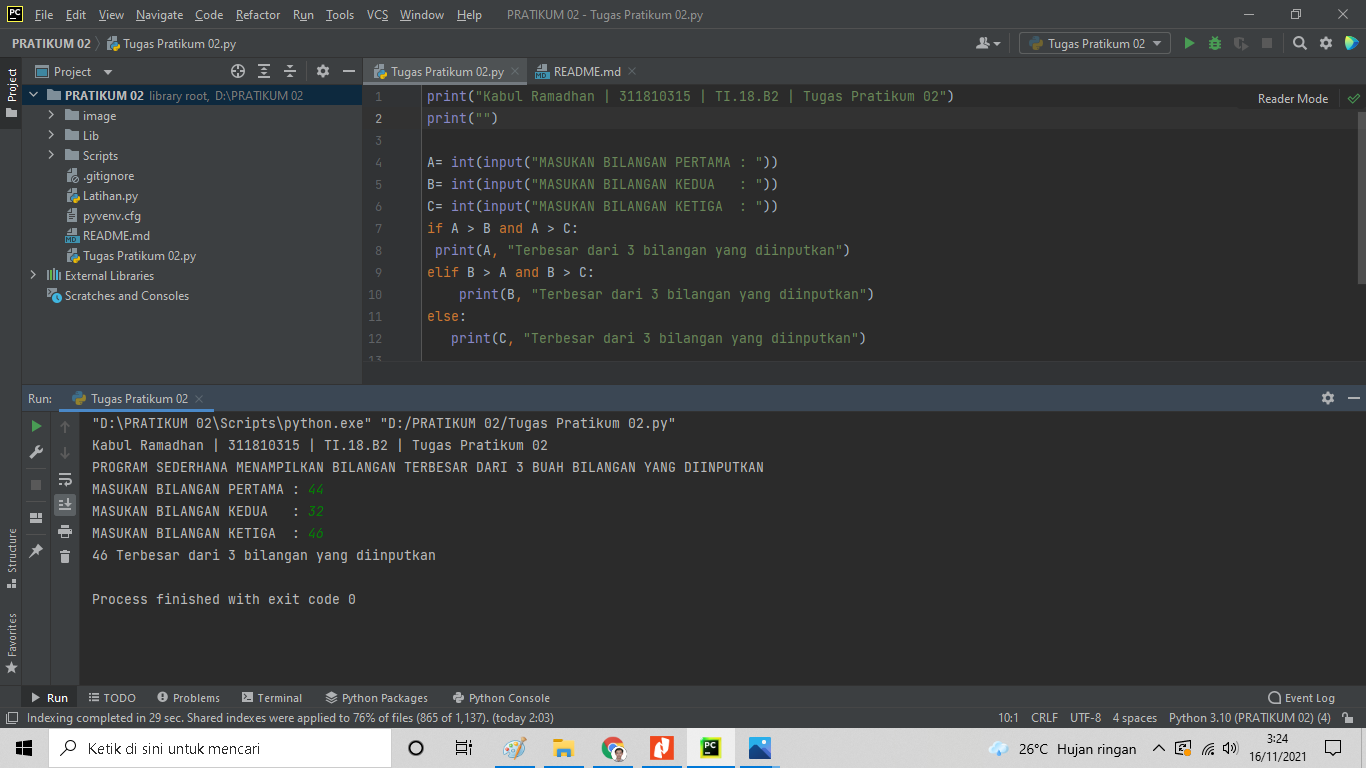 File Edit View Navigate Code Refactor Run Tools VCS Window Help PRATIKUM 02 - Tugas Pratikum 02.py
PRATIKUM 02 Tugas Pratikum 02.py Tugas Pratikum 02
Project
Project
Tugas Pratikum 02.py README.md
PRATIKUM 02 library root, D:\PRATIKUM 02
image
Lib
Scripts
.gitignore
Latihan.py
pyvenv.cfg
README.md
Tugas Pratikum 02.py
External Libraries
Scratches and Consoles
Reader Mode
1 print("Kabul Ramadhan | 311810315 | TI.18.B2 | Tugas Pratikum 02")
2 print("")
3
4 A= int(input("MASUKAN BILANGAN PERTAMA : "))
5 B= int(input("MASUKAN BILANGAN KEDUA   : "))
6 C= int(input("MASUKAN BILANGAN KETIGA  : "))
7 if A > B and A > C:
8  print(A, "Terbesar dari 3 bilangan yang diinputkan")
9 elif B > A and B > C:
10     print(B, "Terbesar dari 3 bilangan yang diinputkan")
11 else:
12    print(C, "Terbesar dari 3 bilangan yang diinputkan")
13
Run: Tugas Pratikum 02
"D:\PRATIKUM 02\Scripts\python.exe" "D:/PRATIKUM 02/Tugas Pratikum 02.py"
Kabul Ramadhan | 311810315 | TI.18.B2 | Tugas Pratikum 02
PROGRAM SEDERHANA MENAMPILKAN BILANGAN TERBESAR DARI 3 BUAH BILANGAN YANG DIINPUTKAN
MASUKAN BILANGAN PERTAMA : 44
MASUKAN BILANGAN KEDUA   : 32
MASUKAN BILANGAN KETIGA  : 46
46 Terbesar dari 3 bilangan yang diinputkan
Process finished with exit code 0
Structure
Favorites
Run TODO Problems Terminal Python Packages Python Console Event Log
Indexing completed in 29 sec. Shared indexes were applied to 76% of files (865 of 1,137). (today 2:03) 10:1 CRLF UTF-8 4 spaces Python 3.10 (PRATIKUM 02) (4)
Ketik di sini untuk mencari 26°C Hujan ringan 3:24
16/11/2021